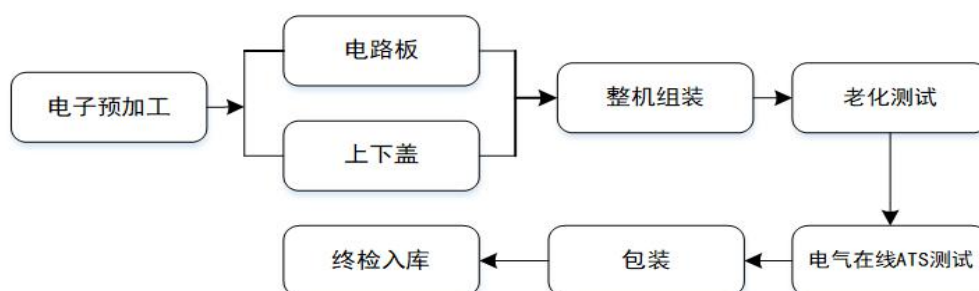 电路板
电子预加工
上下盖
整机组装
老化测试
终检入库
包装
电气在线ATS测试